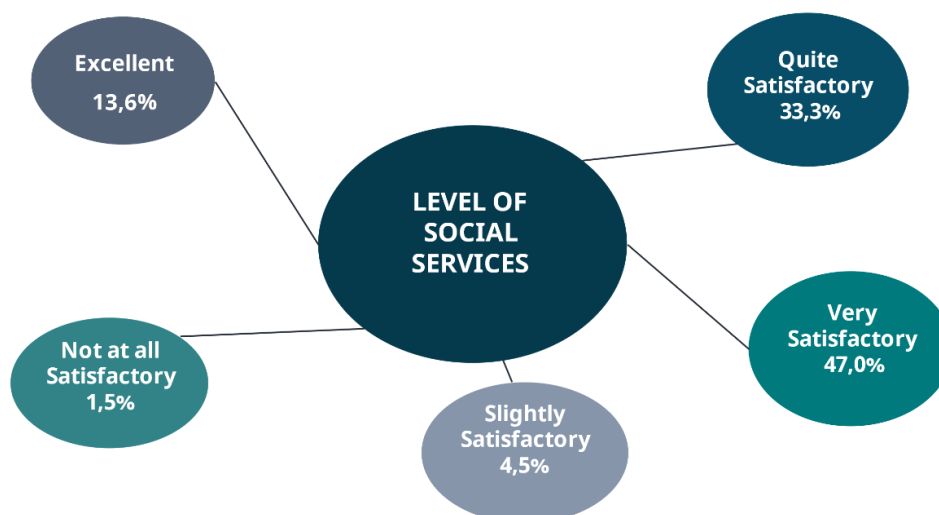 Excellent
13,6%
Quite
Satisfactory
33,3%
LEVEL OF
SOCIAL
SERVICES
Very
Satisfactory
47,0%
Not at all
Satisfactory
1,5%
Slightly
Satisfactory
4,5%